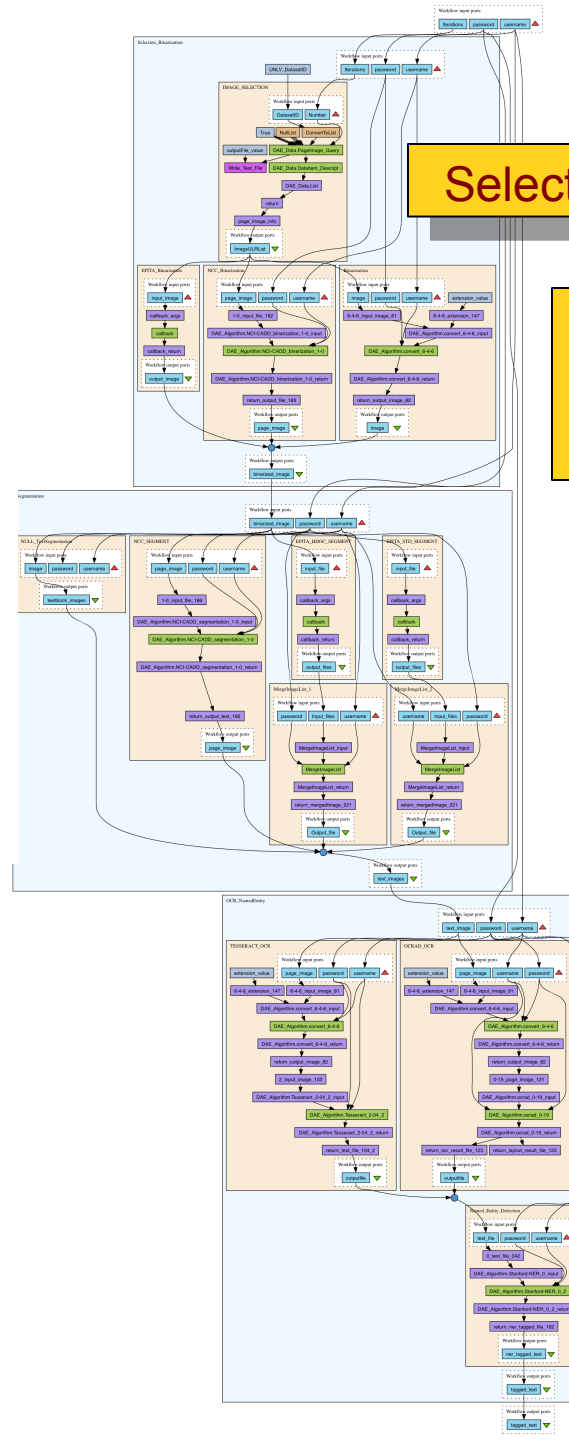 Workflow input ports
Iterations password username
Selection_Binarization
Workflow input ports
UNLV_DatasetID Iterations password username
IMAGE_SELECTION
Workflow input ports
DatasetID Number
True NullList ConvertToList
outputFile_value DAE_Data.PageImage_Query
Write_Text_File DAE_Data.DataItem_Descript
DAE_Data.List
return
page_image_info
Workflow output ports
ImageULRList
Select
EPITA_Binarization NCC_Binarization Binarization
Workflow input ports Workflow input ports Workflow input ports
input_image page_image password username image password username extension_value
callback_args 1-0_input_file_182 6-4-6_input_image_81 6-4-6_extension_147
callback DAE_Algorithm.NCI-CADD_binarization_1-0_input DAE_Algorithm.convert_6-4-6_input
callback_return DAE_Algorithm.NCI-CADD_binarization_1-0 DAE_Algorithm.convert_6-4-6
Workflow output ports DAE_Algorithm.NCI-CADD_binarization_1-0_return DAE_Algorithm.convert_6-4-6_return
output_image return_output_file_183 return_output_image_82
Workflow output ports Workflow output ports
page_image image
Workflow output ports
binarized_image
Segmentation
Workflow input ports
binarized_image password username
NULL_TextSegmentation NCC_SEGMENT EPITA_HDOC_SEGMENT EPITA_STD_SEGMENT
Workflow input ports Workflow input ports Workflow input ports Workflow input ports
image password username page_image password username input_file input_file
Workflow output ports
textblock_images 1-0_input_file_166 callback_args callback_args
DAE_Algorithm.NCI-CADD_segmentation_1-0_input callback callback
DAE_Algorithm.NCI-CADD_segmentation_1-0 callback_return callback_return
DAE_Algorithm.NCI-CADD_segmentation_1-0_return Workflow output ports Workflow output ports
output_files output_files
MergeImageList_1 MergeImageList_2
Workflow input ports Workflow input ports
return_output_text_165 password Input_files username username Input_files password
Workflow output ports MergeImageList_input MergeImageList_input
page_image MergeImageList MergeImageList
MergeImageList_return MergeImageList_return
return_mergedImage_221 return_mergedImage_221
Workflow output ports Workflow output ports
Output_file Output_file
Workflow output ports
text_images
OCR_NamedEntity
Workflow input ports
text_image password username
TESSERACT_OCR OCRAD_OCR
Workflow input ports Workflow input ports
extension_value page_image password username extension_value page_image username password
6-4-6_extension_147 6-4-6_input_image_81 6-4-6_extension_147 6-4-6_input_image_81
DAE_Algorithm.convert_6-4-6_input DAE_Algorithm.convert_6-4-6_input
DAE_Algorithm.convert_6-4-6 DAE_Algorithm.convert_6-4-6
DAE_Algorithm.convert_6-4-6_return DAE_Algorithm.convert_6-4-6_return
return_output_image_82 return_output_image_82
2_input_image_103 0-19_page_image_121
DAE_Algorithm.Tesseract_2-04_2_input DAE_Algorithm.ocrad_0-19_input
DAE_Algorithm.Tesseract_2-04_2 DAE_Algorithm.ocrad_0-19
DAE_Algorithm.Tesseract_2-04_2_return DAE_Algorithm.ocrad_0-19_return
return_text_file_104_2 return_ocr_result_file_123 return_layout_result_file_122
Workflow output ports Workflow output ports
outputfile outputfile
Named_Entity_Detection
Workflow input ports
text_file password username
0_text_file_342
DAE_Algorithm.Stanford-NER_0_input
DAE_Algorithm.Stanford-NER_0_2
DAE_Algorithm.Stanford-NER_0_2_return
return_ner_tagged_file_162
Workflow output ports
ner_tagged_text
Workflow output ports
tagged_text
Workflow output ports
tagged_text